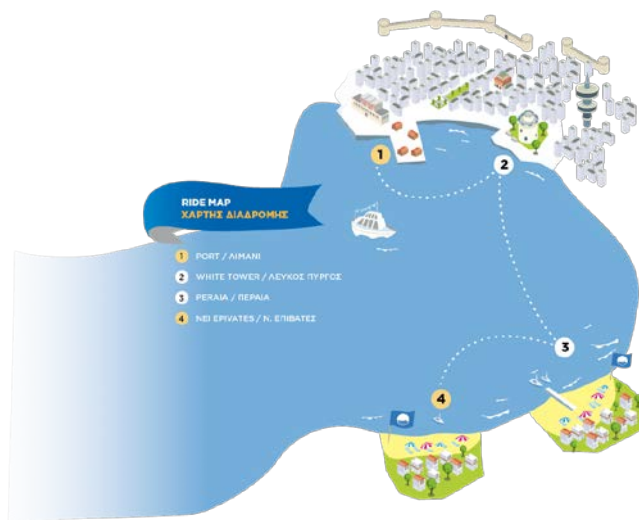 RIDE MAP
ΧΑΡΤΗΣ ΔΙΑΔΡΟΜΗΣ
1 PORT / ΛΙΜΑΝΙ
2 WHITE TOWER / ΛΕΥΚΟΣ ΠΥΡΓΟΣ
3 PERAIA / ΠΕΡΑΙΑ
4 NEI EPIVATES / Ν. ΕΠΙΒΑΤΕΣ
1
2
3
4